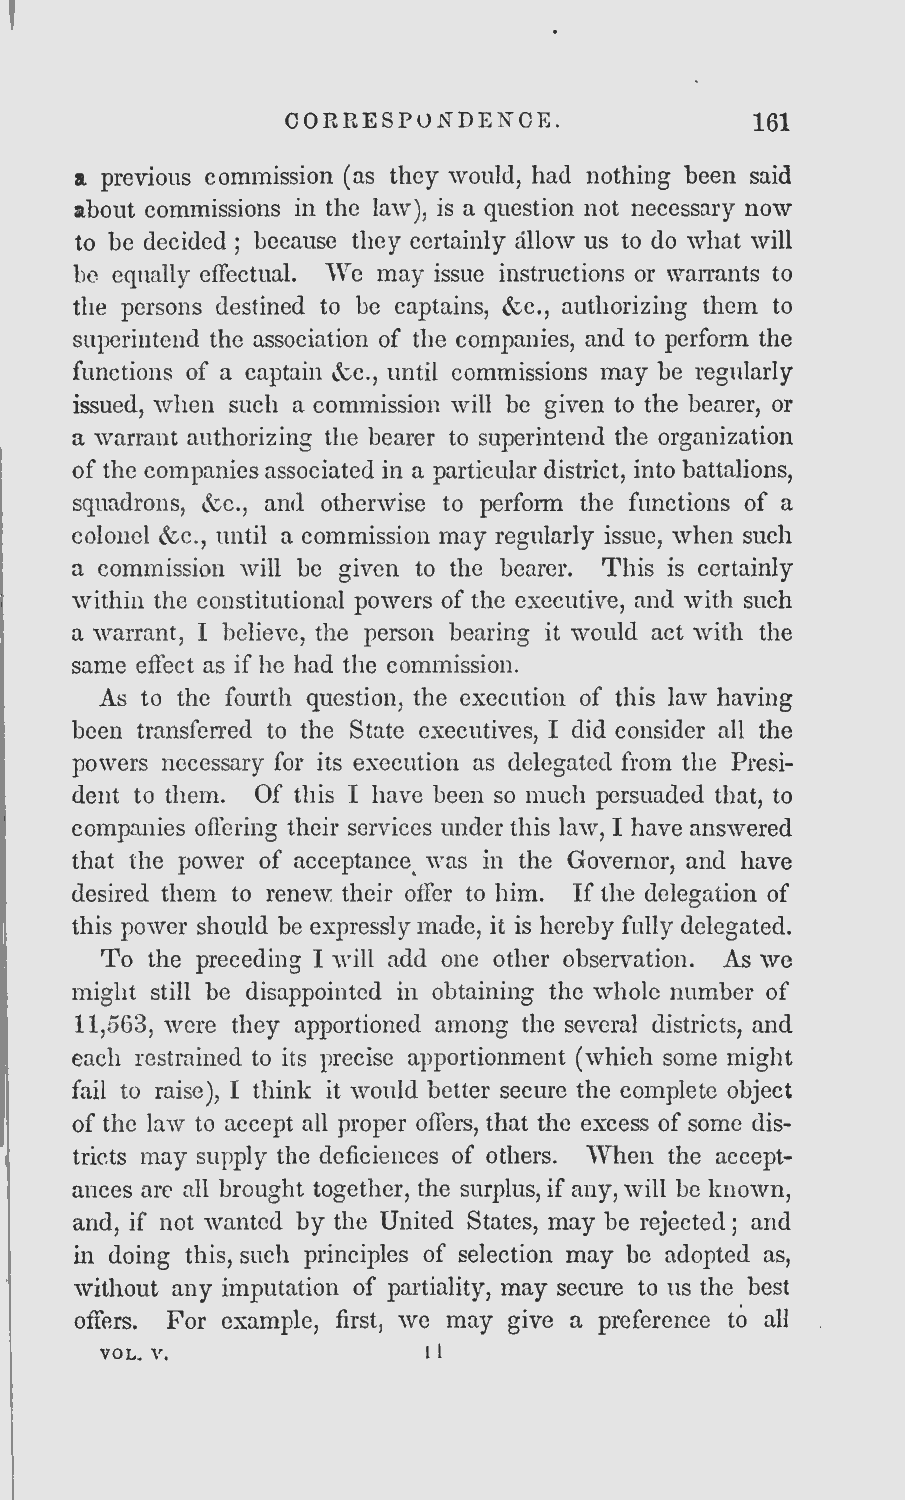 CORRESPONDENCE. 161
a previous commission (as they would, had nothing been said
about commissions in the law), is a question not necessary now
to be decided ; because they certainly allow us to do what will
be equally effectual. We may issue instructions or warrants to
the persons destined to be captains, &c., authorizing them to
superintend the association of the companies, and to perform the
functions of a captain &c., until commissions may be regularly
issued, when such a commission will be given to the bearer, or
a warrant authorizing the bearer to superintend the organization
of the companies associated in a particular district, into battalions,
squadrons, &c., and otherwise to perform the functions of a
colonel &c., until a commission may regularly issue, when such
a commission will be given to the bearer. This is certainly
within the constitutional powers of the executive, and with such
a warrant, I believe, the person bearing it would act with the
same effect as if he had the commission.
As to the fourth question, the execution of this law having
been transferred to the State executives, I did consider all the
powers necessary for its execution as delegated from the Presi-
dent to them. Of this I have been so much persuaded that, to
companies offering their services under this law, I have answered
that the power of acceptance was in the Governor, and have
desired them to renew their offer to him. If the delegation of
this power should be expressly made, it is hereby fully delegated.
To the preceding I will add one other observation. As we
might still be disappointed in obtaining the whole number of
11,563, were they apportioned among the several districts, and
each restrained to its precise apportionment (which some might
fail to raise), I think it would better secure the complete object
of the law to accept all proper offers, that the excess of some dis-
tricts may supply the deficiences of others. When the accept-
ances are all brought together, the surplus, if any, will be known,
and, if not wanted by the United States, may be rejected ; and
in doing this, such principles of selection may be adopted as,
without any imputation of partiality, may secure to us the best
offers. For example, first, we may give a preference to all
VOL. V. 11